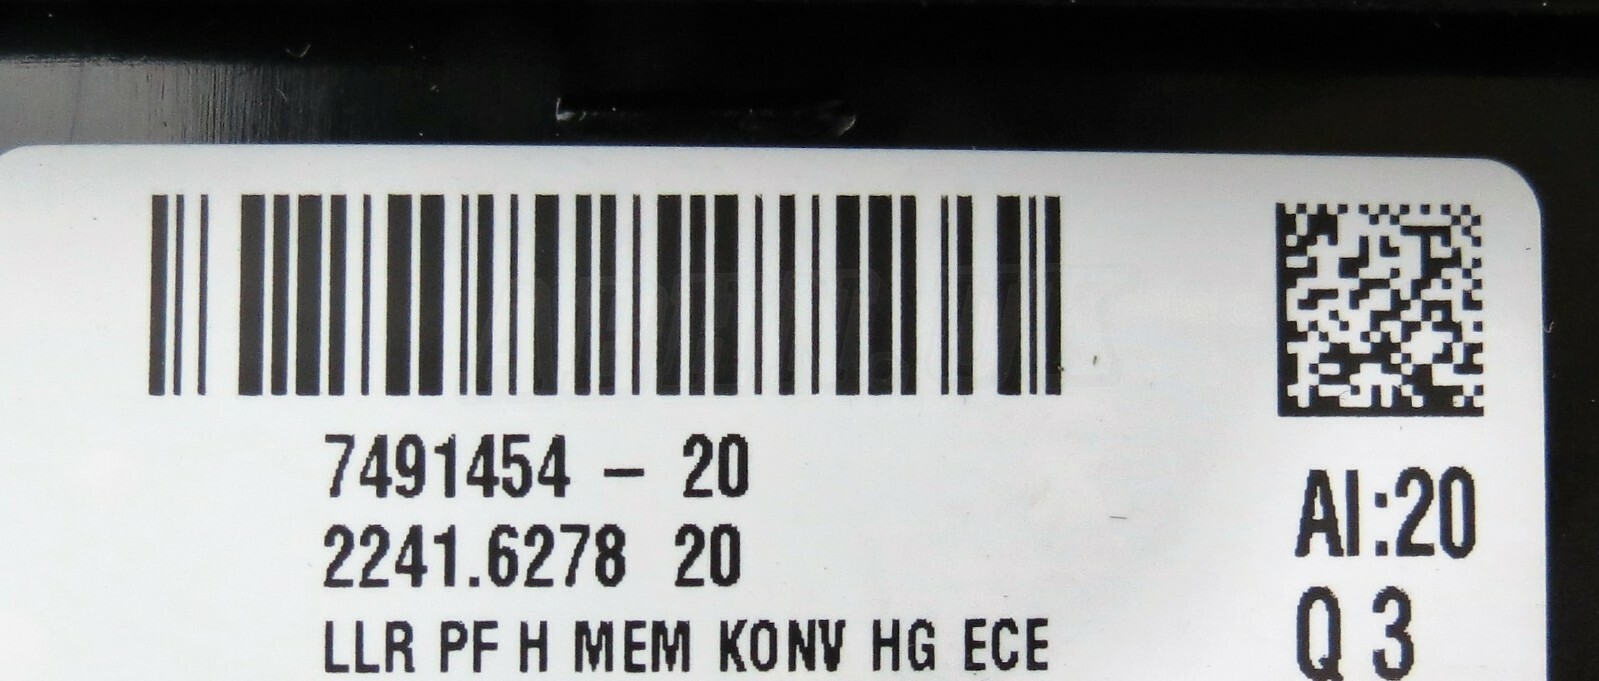 7491454 – 20
2241.6278 20
LLR PF H MEM KONV HG ECE
AI:20
Q 3